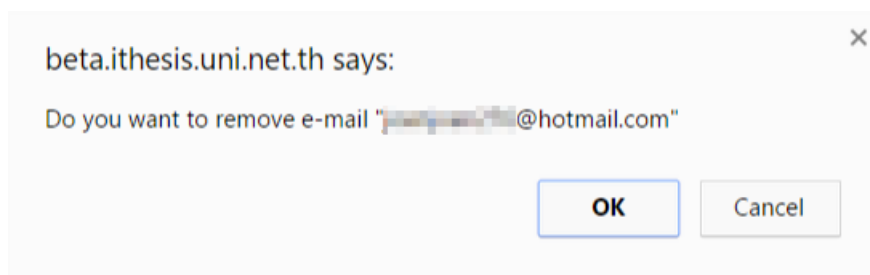 beta.ithesis.uni.net.th says:
Do you want to remove e-mail "@hotmail.com"
OK
Cancel